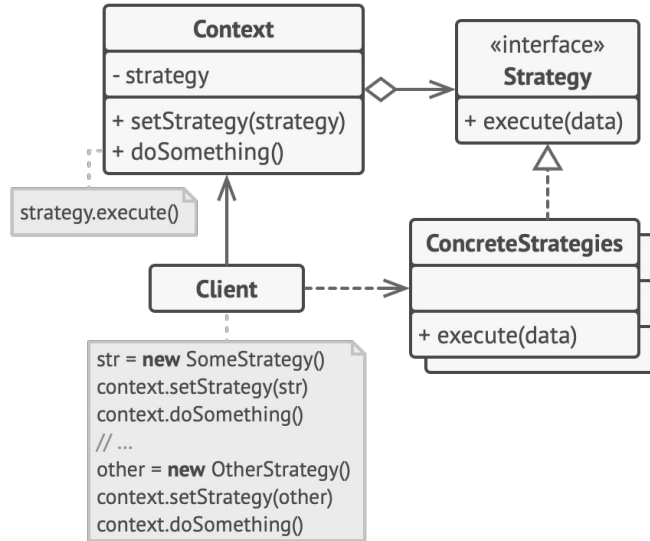 Context
- strategy
+ setStrategy(strategy)
+ doSomething()
«interface»
Strategy
+ execute(data)
strategy.execute()
ConcreteStrategies
+ execute(data)
Client
str = new SomeStrategy()
context.setStrategy(str)
context.doSomething()
// ...
other = new OtherStrategy()
context.setStrategy(other)
context.doSomething()